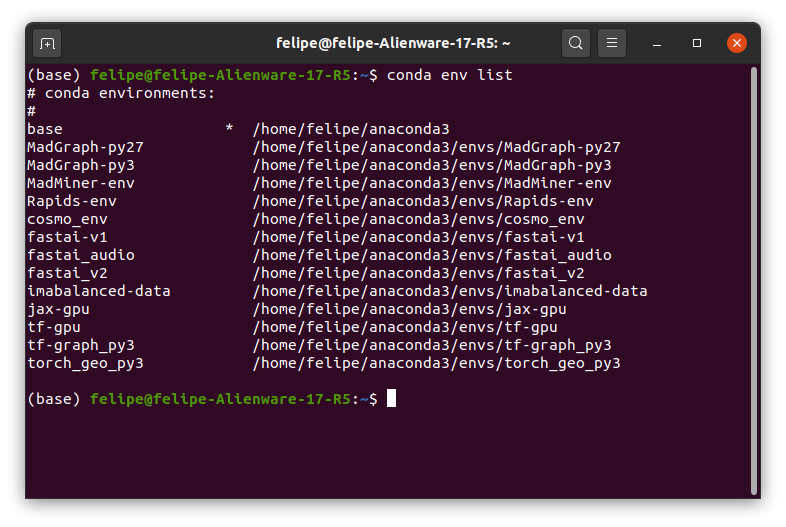 felipe@felipe-Alienware-17-R5: ~
(base) felipe@felipe-Alienware-17-R5:~$ conda env list
# conda environments:
#
base                  *  /home/felipe/anaconda3
MadGraph-py27            /home/felipe/anaconda3/envs/MadGraph-py27
MadGraph-py3             /home/felipe/anaconda3/envs/MadGraph-py3
MadMiner-env             /home/felipe/anaconda3/envs/MadMiner-env
Rapids-env               /home/felipe/anaconda3/envs/Rapids-env
cosmo_env                /home/felipe/anaconda3/envs/cosmo_env
fastai-v1                /home/felipe/anaconda3/envs/fastai-v1
fastai_audio             /home/felipe/anaconda3/envs/fastai_audio
fastai_v2                /home/felipe/anaconda3/envs/fastai_v2
imabalanced-data         /home/felipe/anaconda3/envs/imabalanced-data
jax-gpu                  /home/felipe/anaconda3/envs/jax-gpu
tf-gpu                   /home/felipe/anaconda3/envs/tf-gpu
tf-graph_py3             /home/felipe/anaconda3/envs/tf-graph_py3
torch_geo_py3            /home/felipe/anaconda3/envs/torch_geo_py3
(base) felipe@felipe-Alienware-17-R5:~$